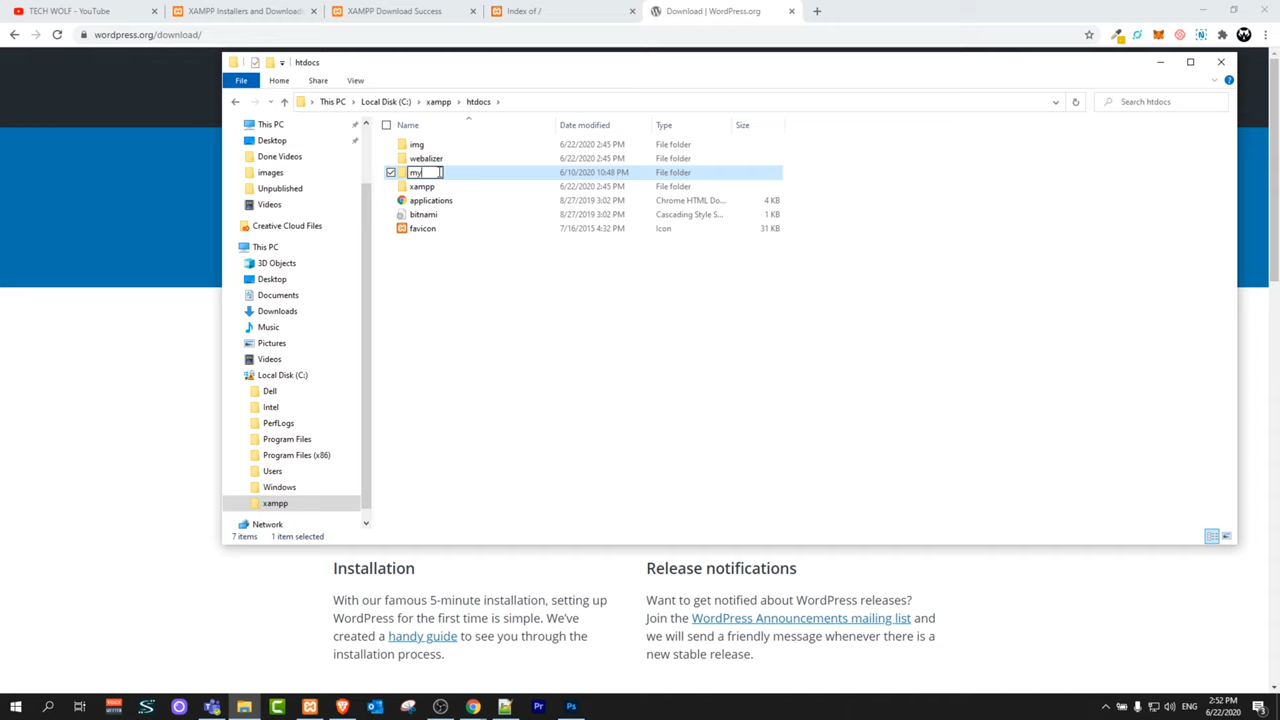 TECH WOLF - YouTube
XAMPP Installers and Downloads
XAMPP Download Success
Index of /
Download | WordPress.org
wordpress.org/download/
htdocs
File
Home
Share
View
This PC
Local Disk (C:)
xampp
htdocs
Search htdocs
Name
Date modified
Type
Size
This PC
Desktop
Done Videos
images
Unpublished
Videos
Creative Cloud Files
This PC
3D Objects
Desktop
Documents
Downloads
Music
Pictures
Videos
Local Disk (C:)
Dell
Intel
PerfLogs
Program Files
Program Files (x86)
Users
Windows
xampp
Network
img 6/22/2020 2:45 PM File folder
webalizer 6/22/2020 2:45 PM File folder
my 6/10/2020 10:48 PM File folder
xampp 6/22/2020 2:45 PM File folder
applications 8/27/2019 3:02 PM Chrome HTML Do... 4 KB
bitnami 8/27/2019 3:02 PM Cascading Style S... 1 KB
favicon 7/16/2015 4:32 PM Icon 31 KB
7 items 1 item selected
Installation
With our famous 5-minute installation, setting up
WordPress for the first time is simple. We've
created a handy guide to see you through the
installation process.
Release notifications
Want to get notified about WordPress releases?
Join the WordPress Announcements mailing list and
we will send a friendly message whenever there is a
new stable release.
2:52 PM
6/22/2020